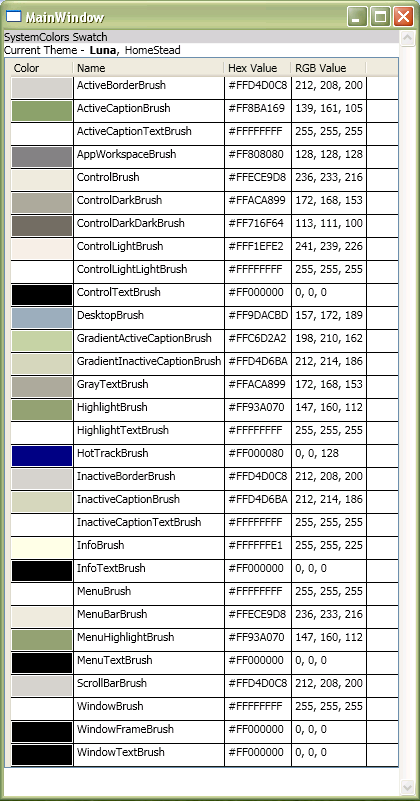 MainWindow
SystemColors Swatch
Current Theme - Luna, HomeStead
Color Name Hex Value RGB Value
ActiveBorderBrush #FFD4D0C8 212, 208, 200
ActiveCaptionBrush #FF8BA169 139, 161, 105
ActiveCaptionTextBrush #FFFFFFFF 255, 255, 255
AppWorkspaceBrush #FF808080 128, 128, 128
ControlBrush #FFECE9D8 236, 233, 216
ControlDarkBrush #FFACA899 172, 168, 153
ControlDarkDarkBrush #FF716F64 113, 111, 100
ControlLightBrush #FFF1EFE2 241, 239, 226
ControlLightLightBrush #FFFFFFFF 255, 255, 255
ControlTextBrush #FF000000 0, 0, 0
DesktopBrush #FF9DACBD 157, 172, 189
GradientActiveCaptionBrush #FFC6D2A2 198, 210, 162
GradientInactiveCaptionBrush #FFD4D6BA 212, 214, 186
GrayTextBrush #FFACA899 172, 168, 153
HighlightBrush #FF93A070 147, 160, 112
HighlightTextBrush #FFFFFFFF 255, 255, 255
HotTrackBrush #FF000080 0, 0, 128
InactiveBorderBrush #FFD4D0C8 212, 208, 200
InactiveCaptionBrush #FFD4D6BA 212, 214, 186
InactiveCaptionTextBrush #FFFFFFFF 255, 255, 255
InfoBrush #FFFFFFE1 255, 255, 225
InfoTextBrush #FF000000 0, 0, 0
MenuBrush #FFFFFFFF 255, 255, 255
MenuBarBrush #FFECE9D8 236, 233, 216
MenuHighlightBrush #FF93A070 147, 160, 112
MenuTextBrush #FF000000 0, 0, 0
ScrollBarBrush #FFD4D0C8 212, 208, 200
WindowBrush #FFFFFFFF 255, 255, 255
WindowFrameBrush #FF000000 0, 0, 0
WindowTextBrush #FF000000 0, 0, 0